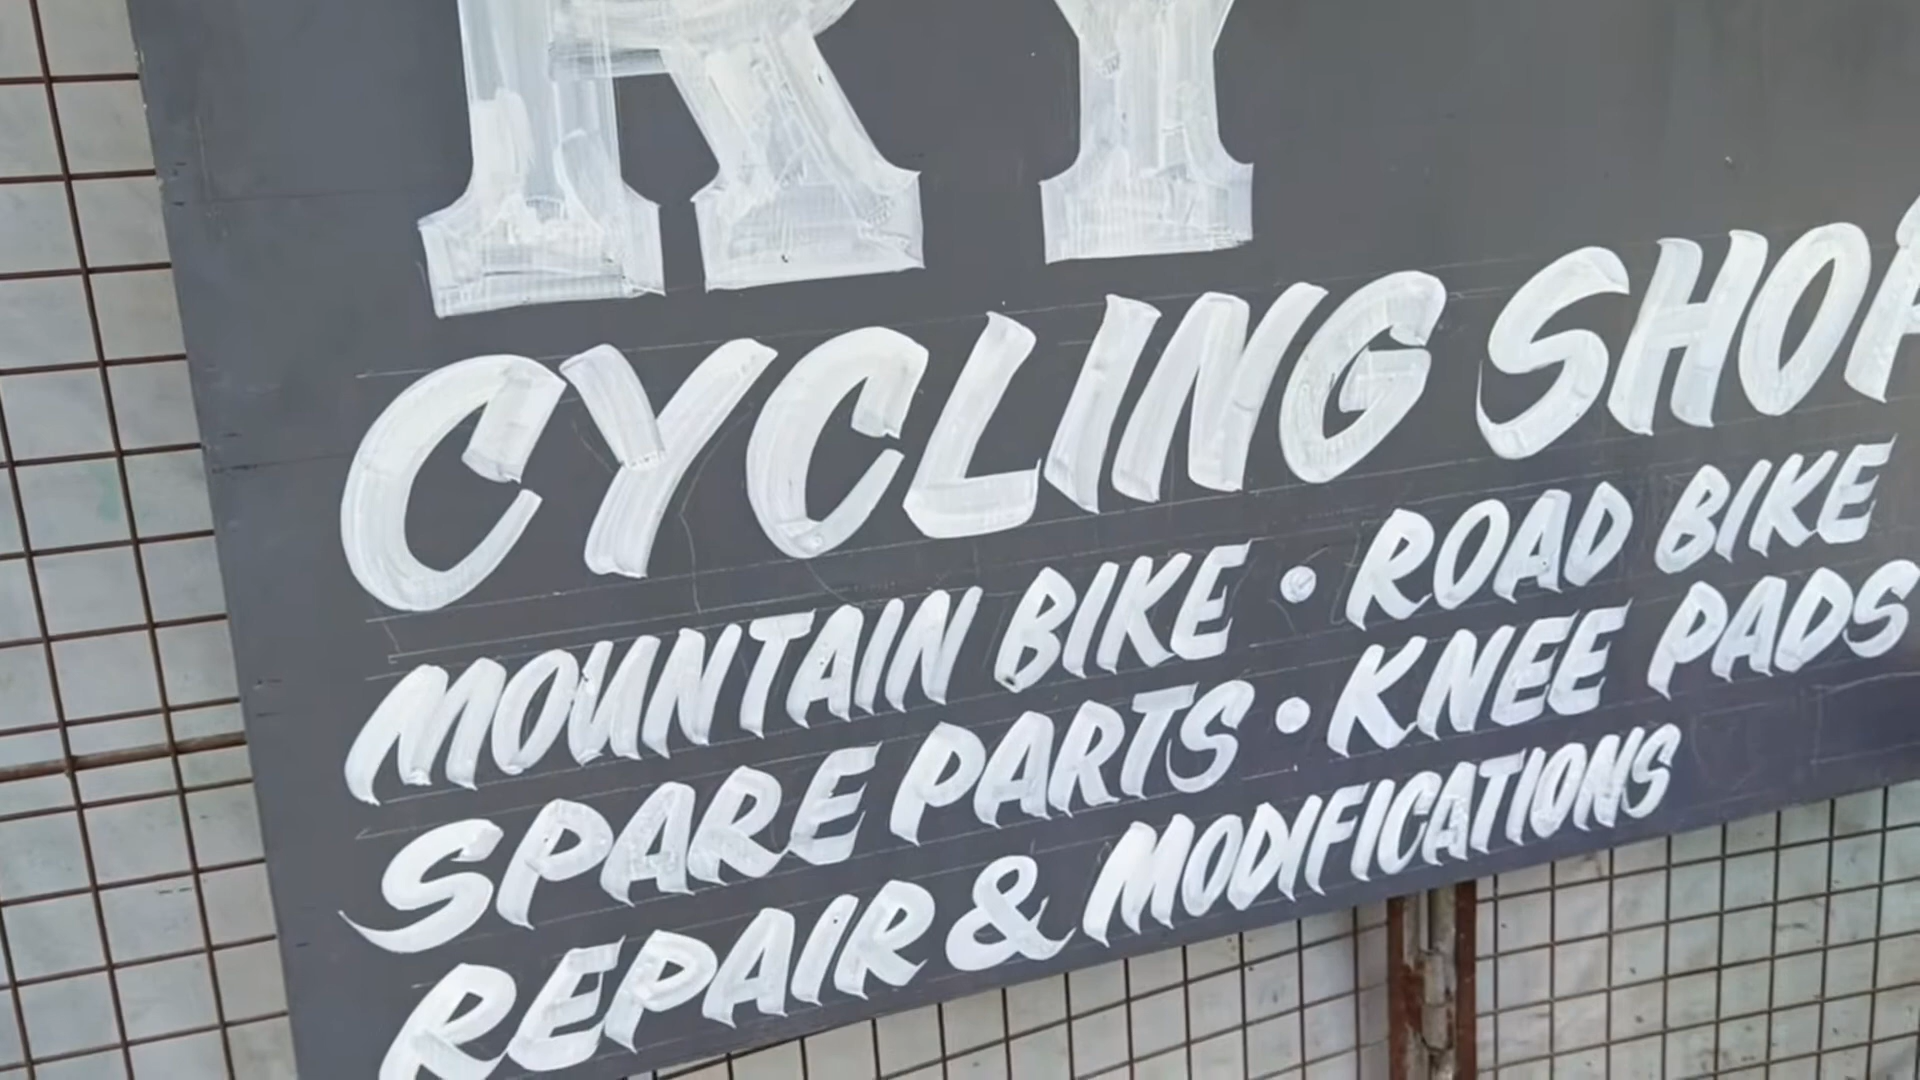 RY
CYCLING SHOP
MOUNTAIN BIKE • ROAD BIKE
SPARE PARTS • KNEE PADS
REPAIR & MODIFICATIONS